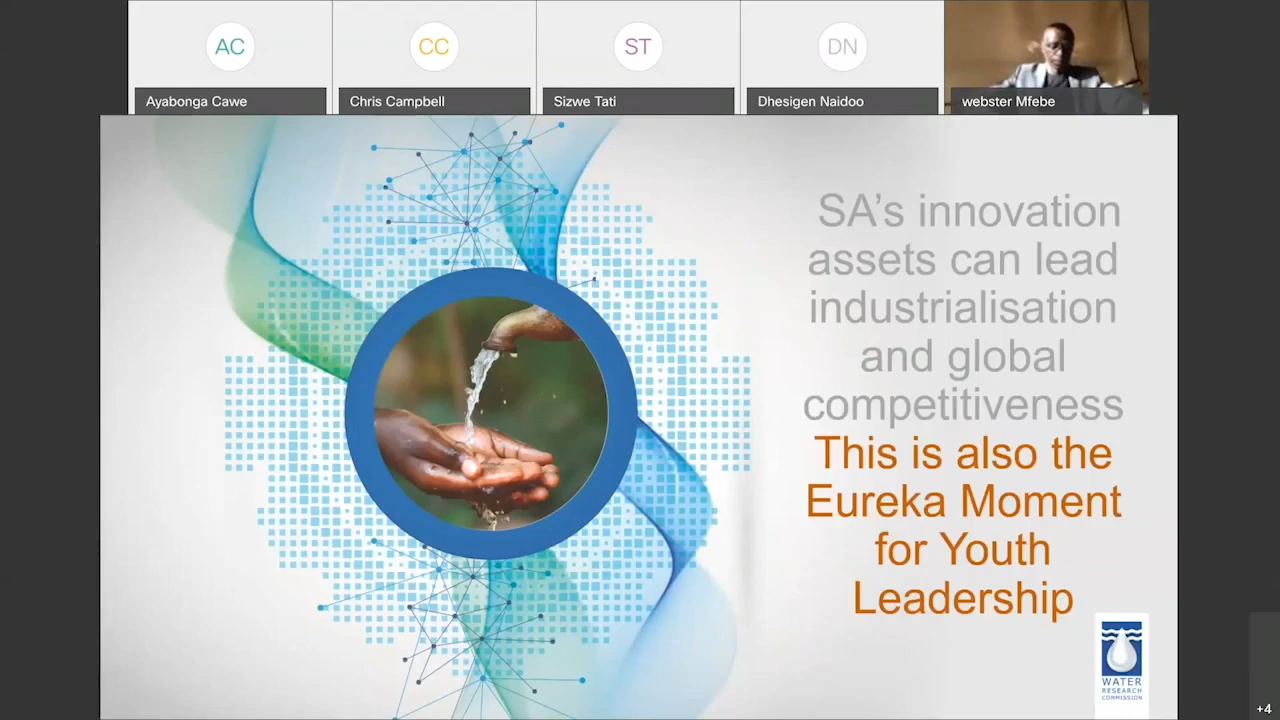 AC
CC
ST
DN
Ayabonga Cawe
Chris Campbell
Sizwe Tati
Dhesigen Naidoo
webster Mfebe
SA's innovation
assets can lead
industrialisation
and global
competitiveness
This is also the
Eureka Moment
for Youth
Leadership
WATER
RESEARCH
COMMISSION
+4